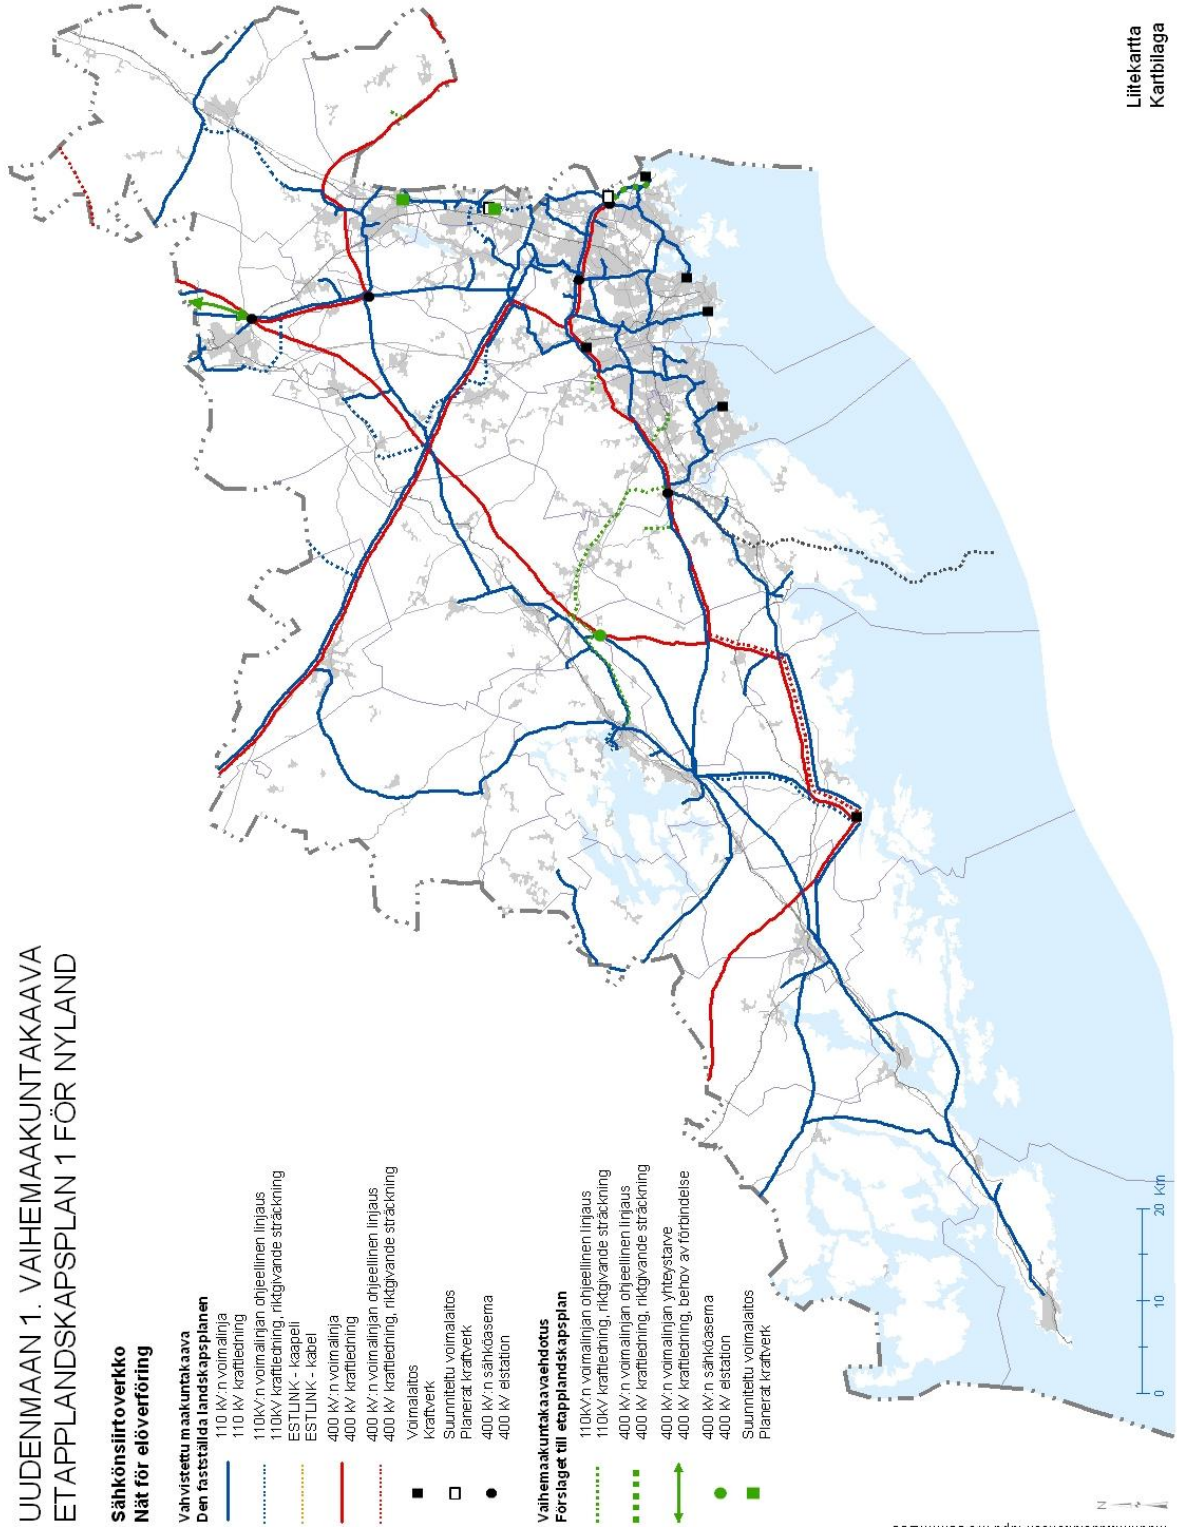 UUDENMAAN 1. VAIHEMAAKUNTAKAAVA
ETAPPLANDSKAPSPLAN 1 FÖR NYLAND
Sähkönsiirtoverkko
Nät för elöverföring
Vahvistettu maakuntakaava
Den fastställda landskapsplanen
110 kV:n voimalinja
110 kV kraftledning
110kV:n voimalinjan ohjeellinen linjaus
110kV kraftledning, riktgivande sträckning
ESTLINK - kaapeli
ESTLINK - kabel
400 kV:n voimalinja
400 kV kraftledning
400 kV:n voimalinjan ohjeellinen linjaus
400 kV kraftledning, riktgivande sträckning
Voimalaitos
Kraftverk
Suunniteltu voimalaitos
Planerat kraftverk
400 kV:n sähköasema
400 kV elstation
Vaihemaakuntakaavaehdotus
Förslaget till etapplandskapsplan
110kV:n voimalinjan ohjeellinen linjaus
110kV kraftledning, riktgivande sträckning
400 kV:n voimalinjan ohjeellinen linjaus
400 kV kraftledning, riktgivande sträckning
400 kV:n voimalinjan yhteystarve
400 kV kraftledning, behov av förbindelse
400 kV:n sähköasema
400 kV elstation
Suunniteltu voimalaitos
Planerat kraftverk
0 10 20 Km
N
Liitekartta
Kartbilaga